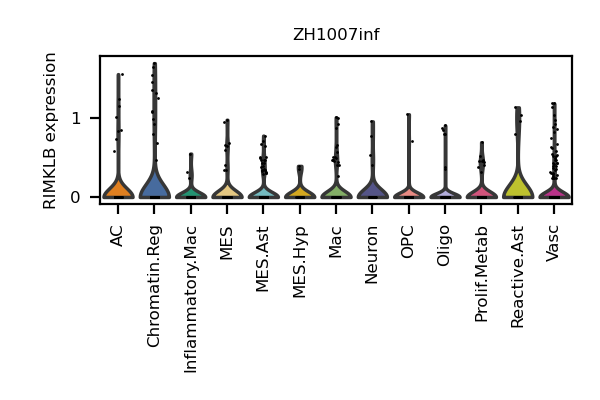 ZH1007inf
RIMKLB expression
1
0
AC
Chromatin.Reg
Inflammatory.Mac
MES
MES.Ast
MES.Hyp
Mac
Neuron
OPC
Oligo
Prolif.Metab
Reactive.Ast
Vasc